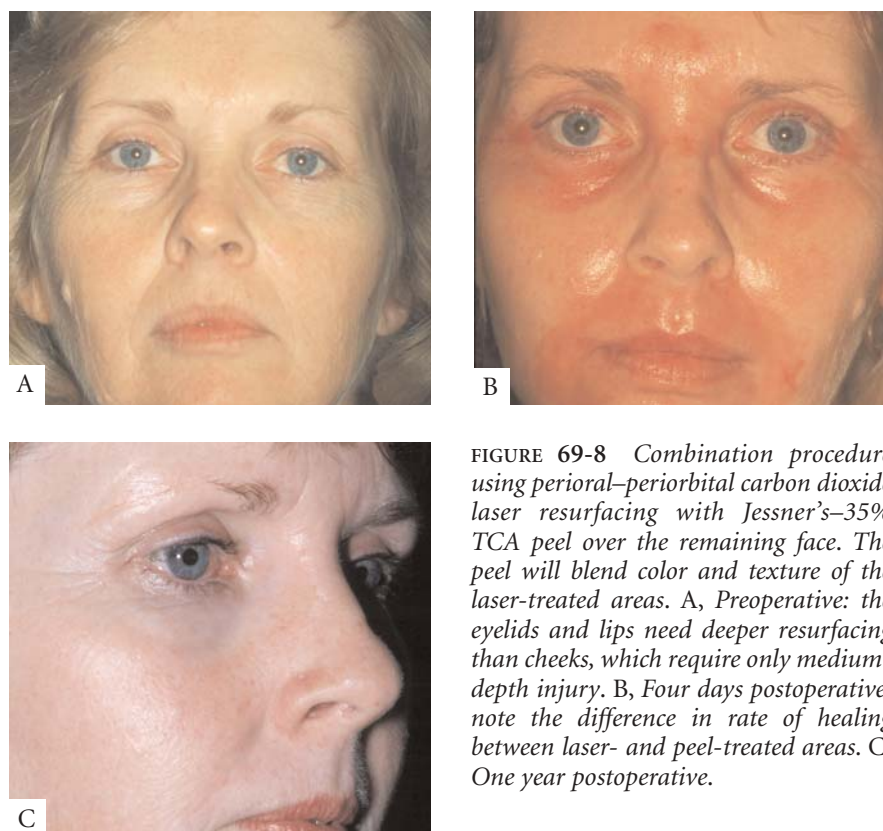 A
B
FIGURE 69-8 Combination procedur
using perioral–periorbital carbon dioxid
laser resurfacing with Jessner’s–35%
TCA peel over the remaining face. Th
peel will blend color and texture of th
laser-treated areas. A, Preoperative: th
eyelids and lips need deeper resurfacing
than cheeks, which require only medium
depth injury. B, Four days postoperative
note the difference in rate of healing
between laser- and peel-treated areas. C
One year postoperative.
C